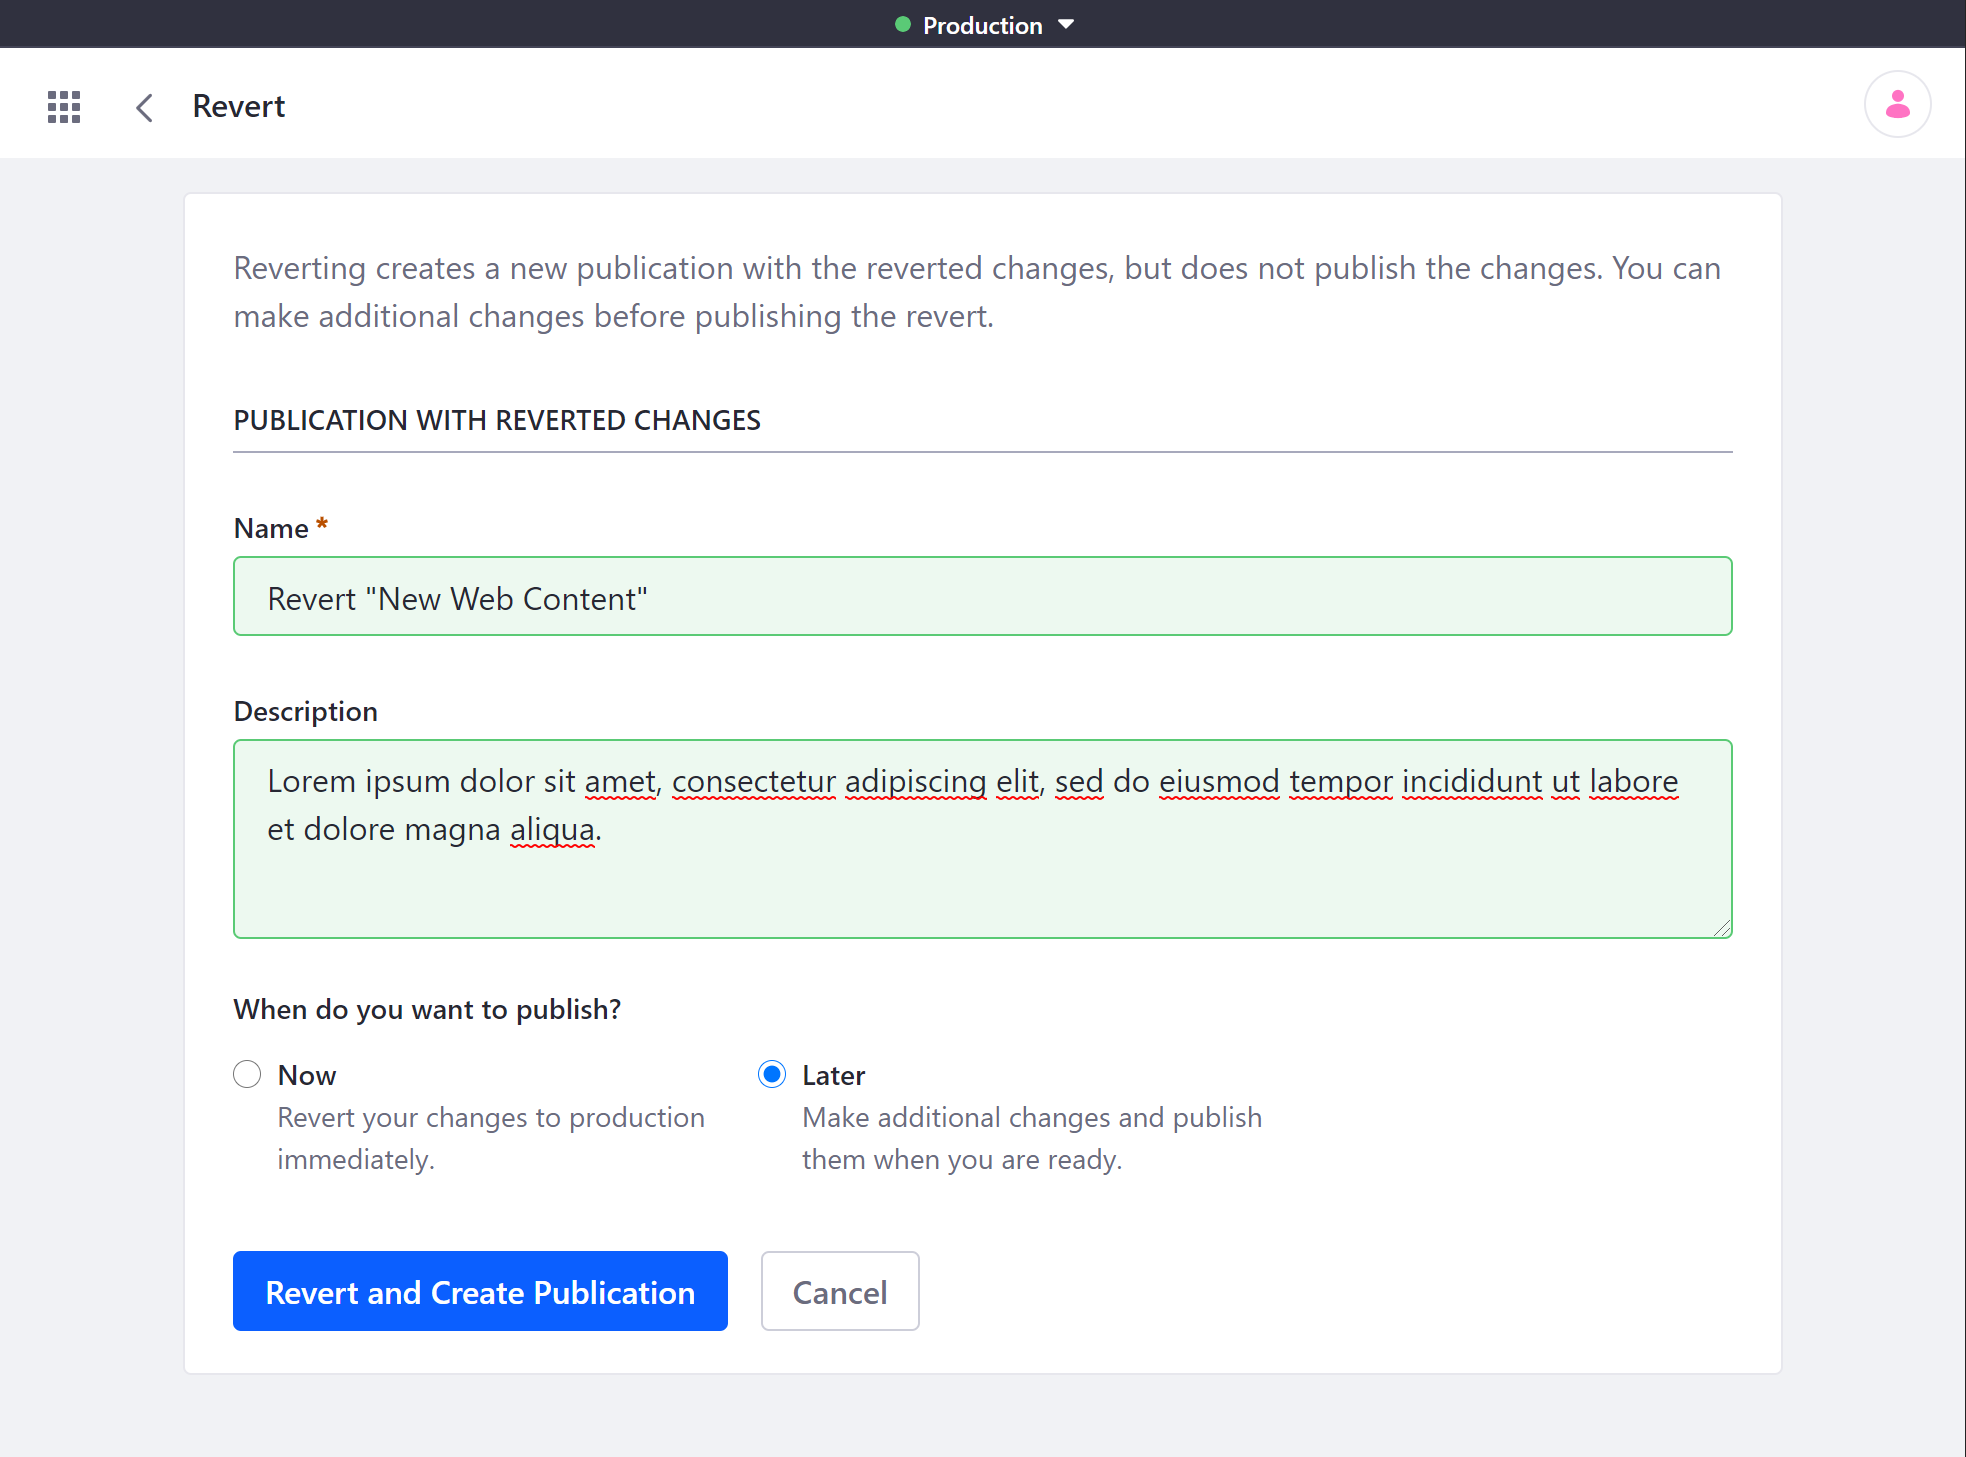 Production
Revert
Reverting creates a new publication with the reverted changes, but does not publish the changes. You can
make additional changes before publishing the revert.
PUBLICATION WITH REVERTED CHANGES
Name *
Revert "New Web Content"
Description
Lorem ipsum dolor sit amet, consectetur adipiscing elit, sed do eiusmod tempor incididunt ut labore
et dolore magna aliqua.
When do you want to publish?
Now
Revert your changes to production
immediately.
Later
Make additional changes and publish
them when you are ready.
Revert and Create Publication
Cancel